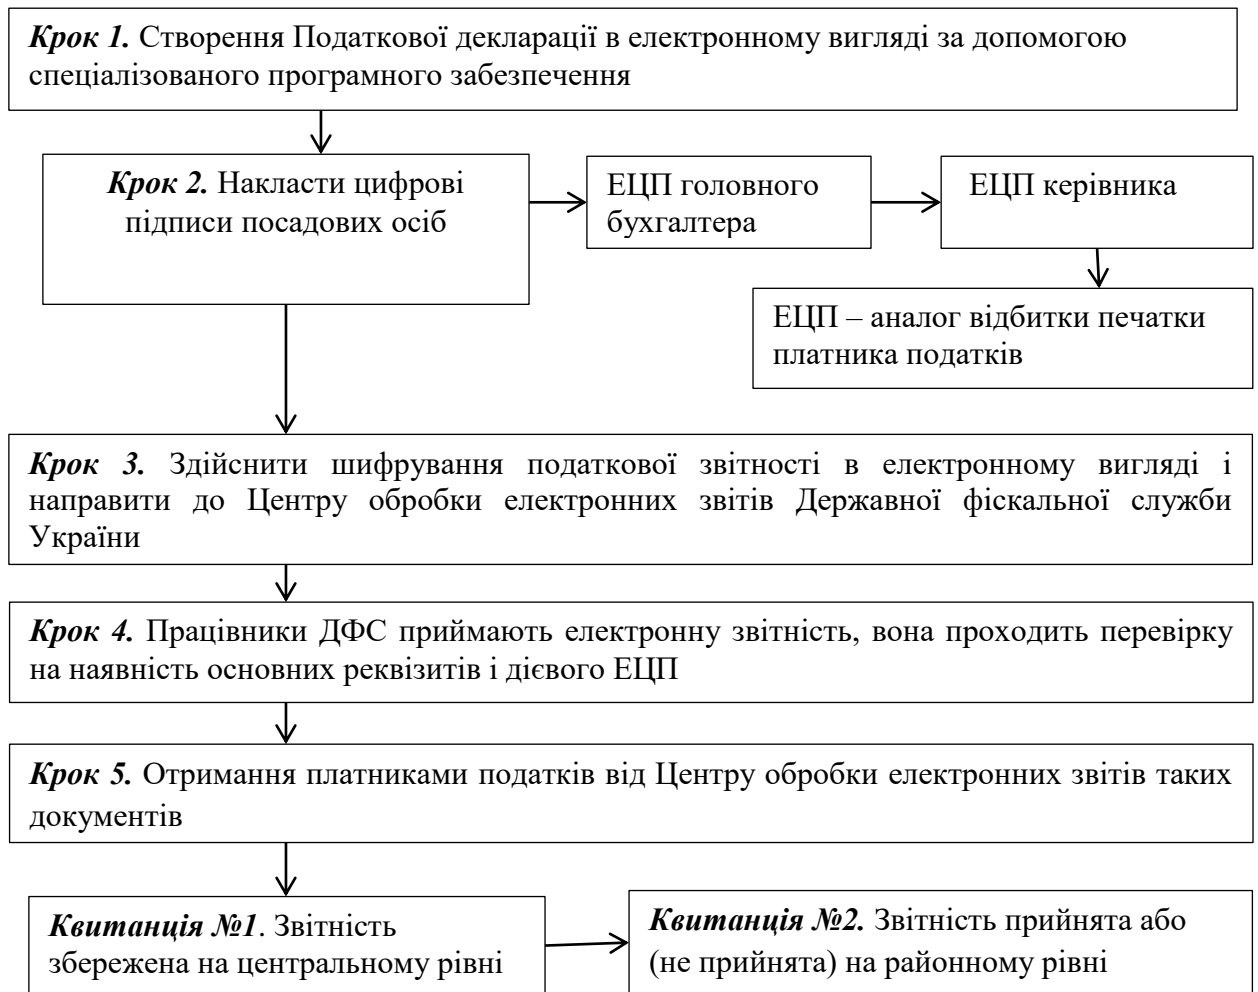 Крок 1. Створення Податкової декларації в електронному вигляді за допомогою
спеціалізованого програмного забезпечення
Крок 2. Накласти цифрові
підписи посадових осіб
ЕЦП головного
бухгалтера
ЕЦП керівника
ЕЦП – аналог відбитки печатки
платника податків
Крок 3. Здійснити шифрування податкової звітності в електронному вигляді і
направити до Центру обробки електронних звітів Державної фіскальної служби
України
Крок 4. Працівники ДФС приймають електронну звітність, вона проходить перевірку
на наявність основних реквізитів і дієвого ЕЦП
Крок 5. Отримання платниками податків від Центру обробки електронних звітів таких
документів
Квитанція №1. Звітність
збережена на центральному рівні
Квитанція №2. Звітність прийнята або
(не прийнята) на районному рівні